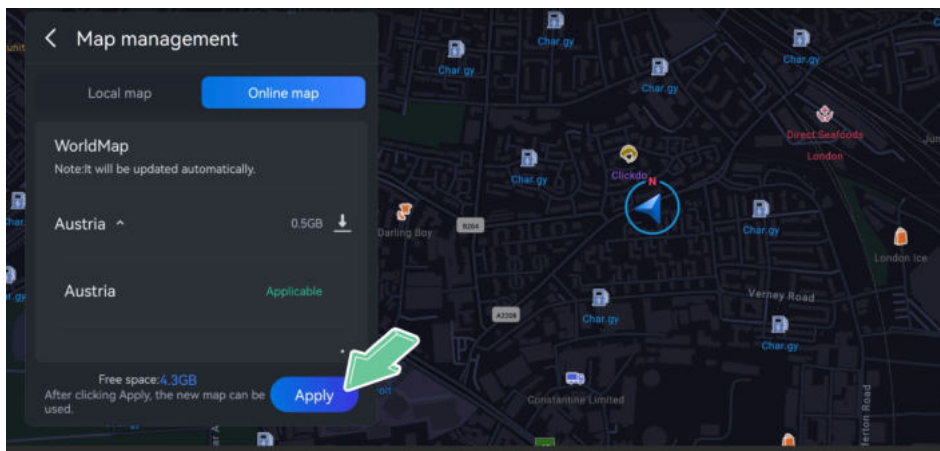 Map management
Local map
Online map
WorldMap
Note:It will be updated automatically.
Austria
0.5GB
Austria
Applicable
Free space:4.3GB
After clicking Apply, the new map can be
used.
Apply
Char.gy
Char.gy
Char.gy
Char.gy
Direct Seafoods
London
Char.gy
Clickdo
N
Darling Boy
B204
Char.gy
London Ice
Verney Road
A2208
Char.gy
Char.gy
Constantine Limited